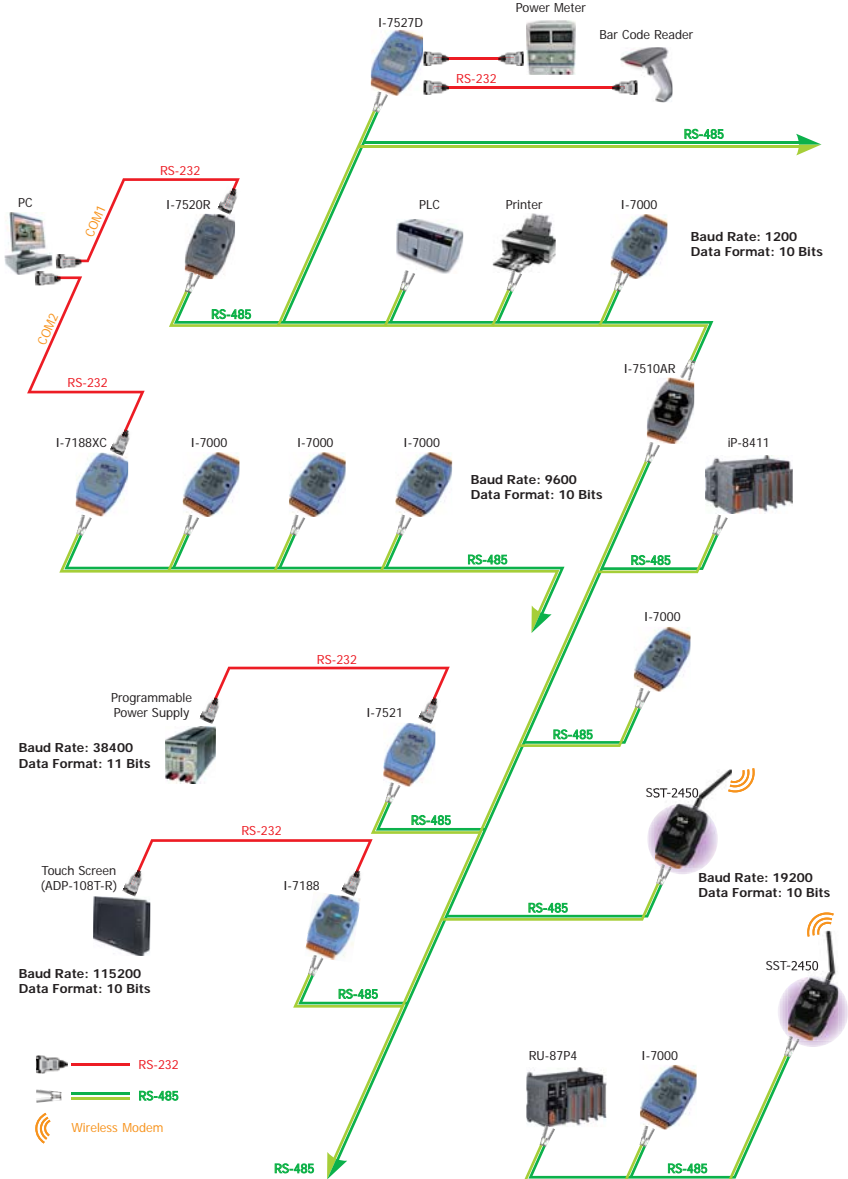 I-7527D
Power Meter
Bar Code Reader
RS-232
RS-485
RS-232
PC
I-7520R
COM1
PLC
Printer
I-7000
Baud Rate: 1200
Data Format: 10 Bits
RS-485
COM2
I-7510AR
RS-232
I-7188XC
I-7000
I-7000
I-7000
iP-8411
Baud Rate: 9600
Data Format: 10 Bits
RS-485
RS-485
I-7000
RS-232
Programmable
Power Supply
I-7521
RS-485
Baud Rate: 38400
Data Format: 11 Bits
SST-2450
RS-485
RS-232
Touch Screen
(ADP-108T-R)
I-7188
Baud Rate: 19200
Data Format: 10 Bits
RS-485
SST-2450
Baud Rate: 115200
Data Format: 10 Bits
RS-485
RS-232
RS-485
Wireless Modem
RU-87P4
I-7000
RS-485
RS-485